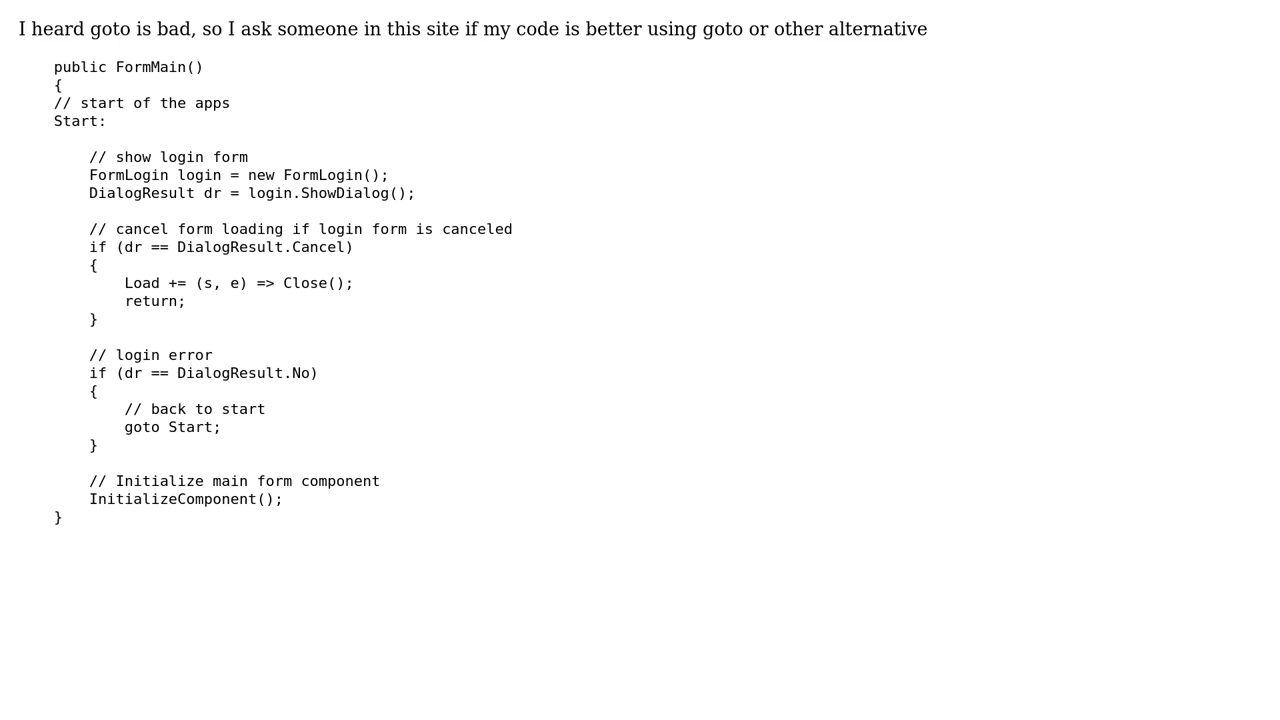 I heard goto is bad, so I ask someone in this site if my code is better using goto or other alternative
public FormMain()
{
// start of the apps
Start:
// show login form
FormLogin login = new FormLogin();
DialogResult dr = login.ShowDialog();
// cancel form loading if login form is canceled
if (dr == DialogResult.Cancel)
{
Load += (s, e) => Close();
return;
}
// login error
if (dr == DialogResult.No)
{
// back to start
goto Start;
}
// Initialize main form component
InitializeComponent();
}